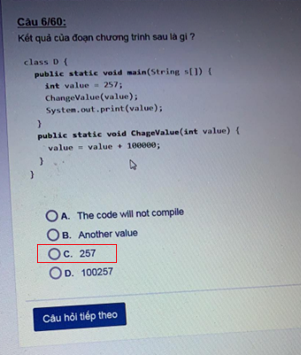 Câu 6/60:
Kết quả của đoạn chương trình sau là gì ?
class D {
public static void main(String s[]) {
int value = 257;
ChangeValue(value);
System.out.print(value);
}
public static void ChageValue(int value) {
value = value + 100000;
}
}
A. The code will not compile
B. Another value
C. 257
D. 100257
Câu hỏi tiếp theo